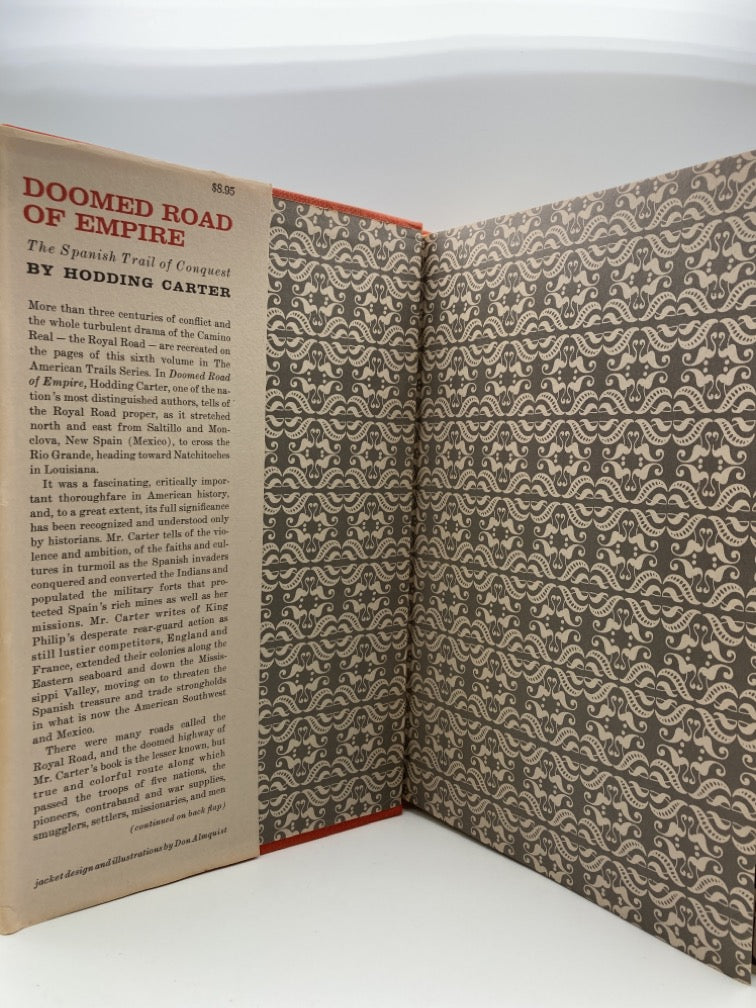 $8.95
DOOMED ROAD
OF EMPIRE
The Spanish Trail of Conquest
BY HODDING CARTER
More than three centuries of conflict and
the whole turbulent drama of the Camino
Real — the Royal Road — are recreated on
the pages of this sixth volume in The
American Trails Series. In Doomed Road
of Empire, Hodding Carter, one of the na-
tion's most distinguished authors, tells of
the Royal Road proper, as it stretched
north and east from Saltillo and Mon-
clova, New Spain (Mexico), to cross the
Rio Grande, heading toward Natchitoches
in Louisiana.
It was a fascinating, critically impor-
tant thoroughfare in American history,
and, to a great extent, its full significance
has been recognized and understood only
by historians. Mr. Carter tells of the vio-
lence and ambition, of the faiths and cul-
tures in turmoil as the Spanish invaders
conquered and converted the Indians and
populated the military forts that pro-
tected Spain's rich mines as well as her
missions. Mr. Carter writes of King
Philip's desperate rear-guard action as
still lustier competitors, England and
France, extended their colonies along the
Eastern seaboard and down the Missis-
sippi Valley, moving on to threaten the
Spanish treasure and trade strongholds
in what is now the American Southwest
and Mexico.
There were many roads called the
Royal Road, and the doomed highway of
Mr. Carter's book is the lesser known, but
true and colorful route along which
passed the troops of five nations, the
pioneers, contraband and war supplies,
smugglers, settlers, missionaries, and men
(continued on back flap)
jacket design and illustrations by Don Almquist